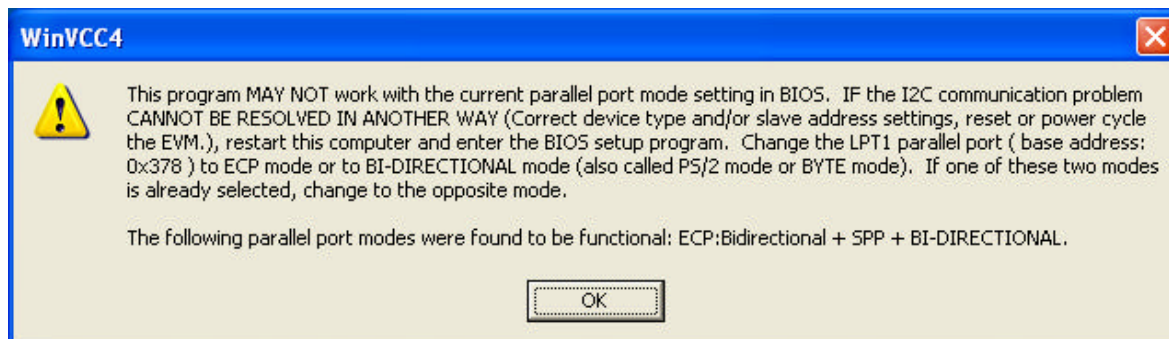 WinVCC4
This program MAY NOT work with the current parallel port mode setting in BIOS.  IF the I2C communication problem
CANNOT BE RESOLVED IN ANOTHER WAY (Correct device type and/or slave address settings, reset or power cycle
the EVM.), restart this computer and enter the BIOS setup program.  Change the LPT1 parallel port ( base address:
0x378 ) to ECP mode or to BI-DIRECTIONAL mode (also called PS/2 mode or BYTE mode).  If one of these two modes
is already selected, change to the opposite mode.
The following parallel port modes were found to be functional: ECP:Bidirectional + SPP + BI-DIRECTIONAL.
OK